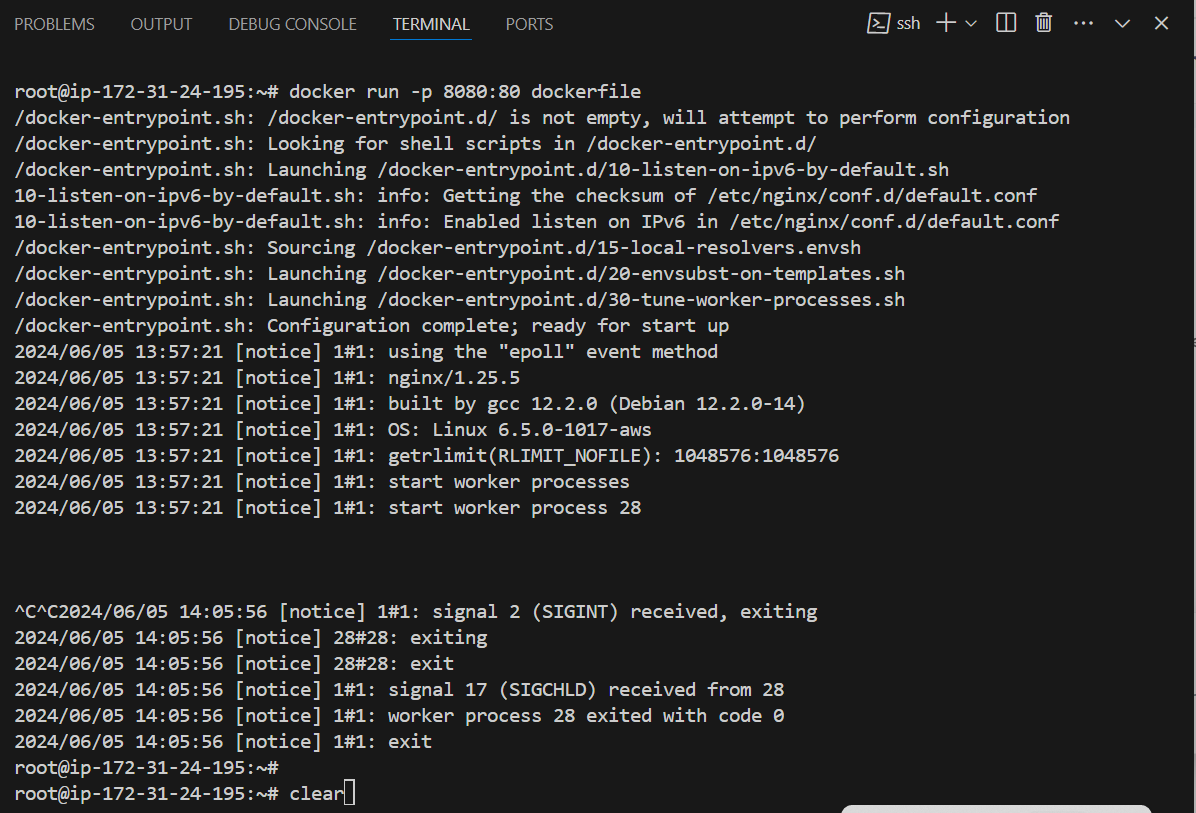 PROBLEMS OUTPUT DEBUG CONSOLE TERMINAL PORTS ssh
root@ip-172-31-24-195:~# docker run -p 8080:80 dockerfile
/docker-entrypoint.sh: /docker-entrypoint.d/ is not empty, will attempt to perform configuration
/docker-entrypoint.sh: Looking for shell scripts in /docker-entrypoint.d/
/docker-entrypoint.sh: Launching /docker-entrypoint.d/10-listen-on-ipv6-by-default.sh
10-listen-on-ipv6-by-default.sh: info: Getting the checksum of /etc/nginx/conf.d/default.conf
10-listen-on-ipv6-by-default.sh: info: Enabled listen on IPv6 in /etc/nginx/conf.d/default.conf
/docker-entrypoint.sh: Sourcing /docker-entrypoint.d/15-local-resolvers.envsh
/docker-entrypoint.sh: Launching /docker-entrypoint.d/20-envsubst-on-templates.sh
/docker-entrypoint.sh: Launching /docker-entrypoint.d/30-tune-worker-processes.sh
/docker-entrypoint.sh: Configuration complete; ready for start up
2024/06/05 13:57:21 [notice] 1#1: using the "epoll" event method
2024/06/05 13:57:21 [notice] 1#1: nginx/1.25.5
2024/06/05 13:57:21 [notice] 1#1: built by gcc 12.2.0 (Debian 12.2.0-14)
2024/06/05 13:57:21 [notice] 1#1: OS: Linux 6.5.0-1017-aws
2024/06/05 13:57:21 [notice] 1#1: getrlimit(RLIMIT_NOFILE): 1048576:1048576
2024/06/05 13:57:21 [notice] 1#1: start worker processes
2024/06/05 13:57:21 [notice] 1#1: start worker process 28
^C^C2024/06/05 14:05:56 [notice] 1#1: signal 2 (SIGINT) received, exiting
2024/06/05 14:05:56 [notice] 28#28: exiting
2024/06/05 14:05:56 [notice] 28#28: exit
2024/06/05 14:05:56 [notice] 1#1: signal 17 (SIGCHLD) received from 28
2024/06/05 14:05:56 [notice] 1#1: worker process 28 exited with code 0
2024/06/05 14:05:56 [notice] 1#1: exit
root@ip-172-31-24-195:~#
root@ip-172-31-24-195:~# clear